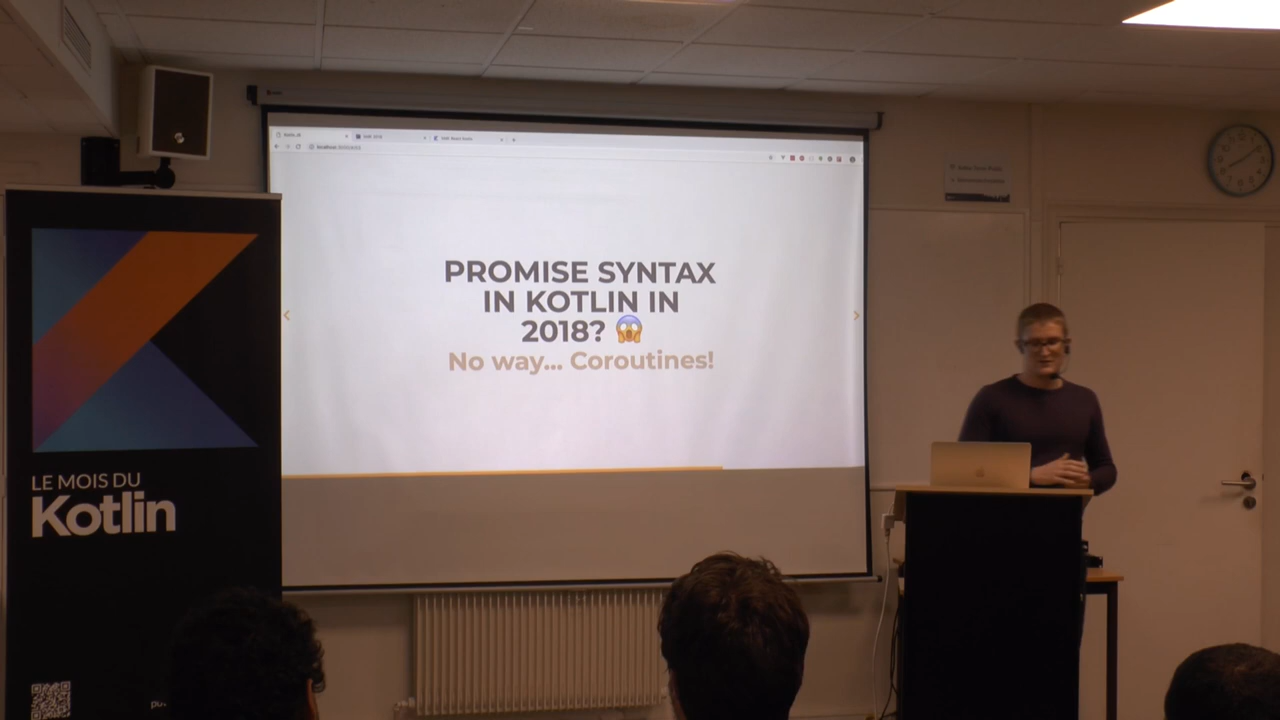 PROMISE SYNTAX
IN KOTLIN IN
2018? 😱
No way... Coroutines!
LE MOIS DU
Kotlin